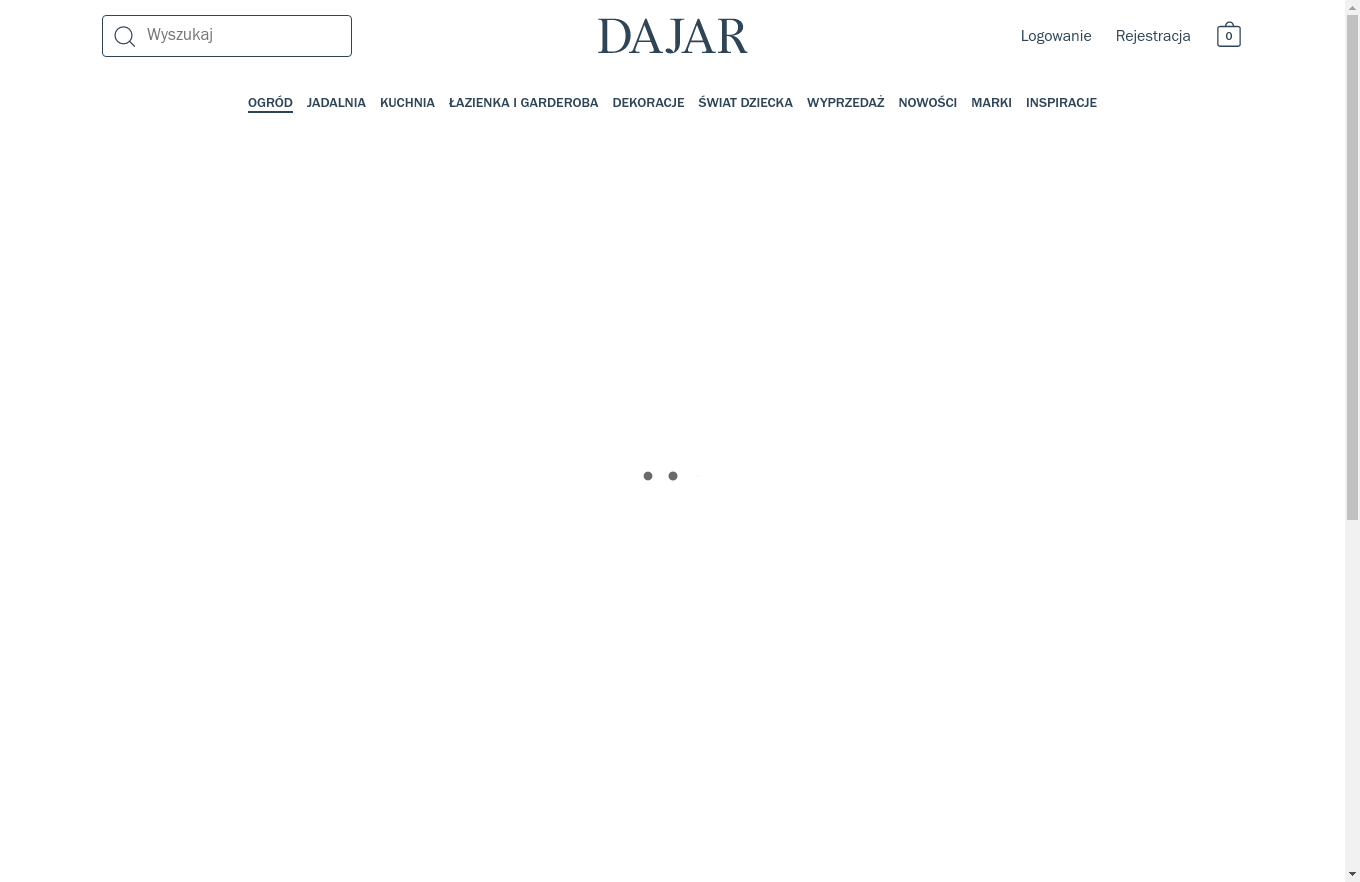 Wyszukaj
DAJAR
Logowanie
Rejestracja
0
OGRÓD JADALNIA KUCHNIA ŁAZIENKA I GARDEROBA DEKORACJE ŚWIAT DZIECKA WYPRZEDAŻ NOWOŚCI MARKI INSPIRACJE